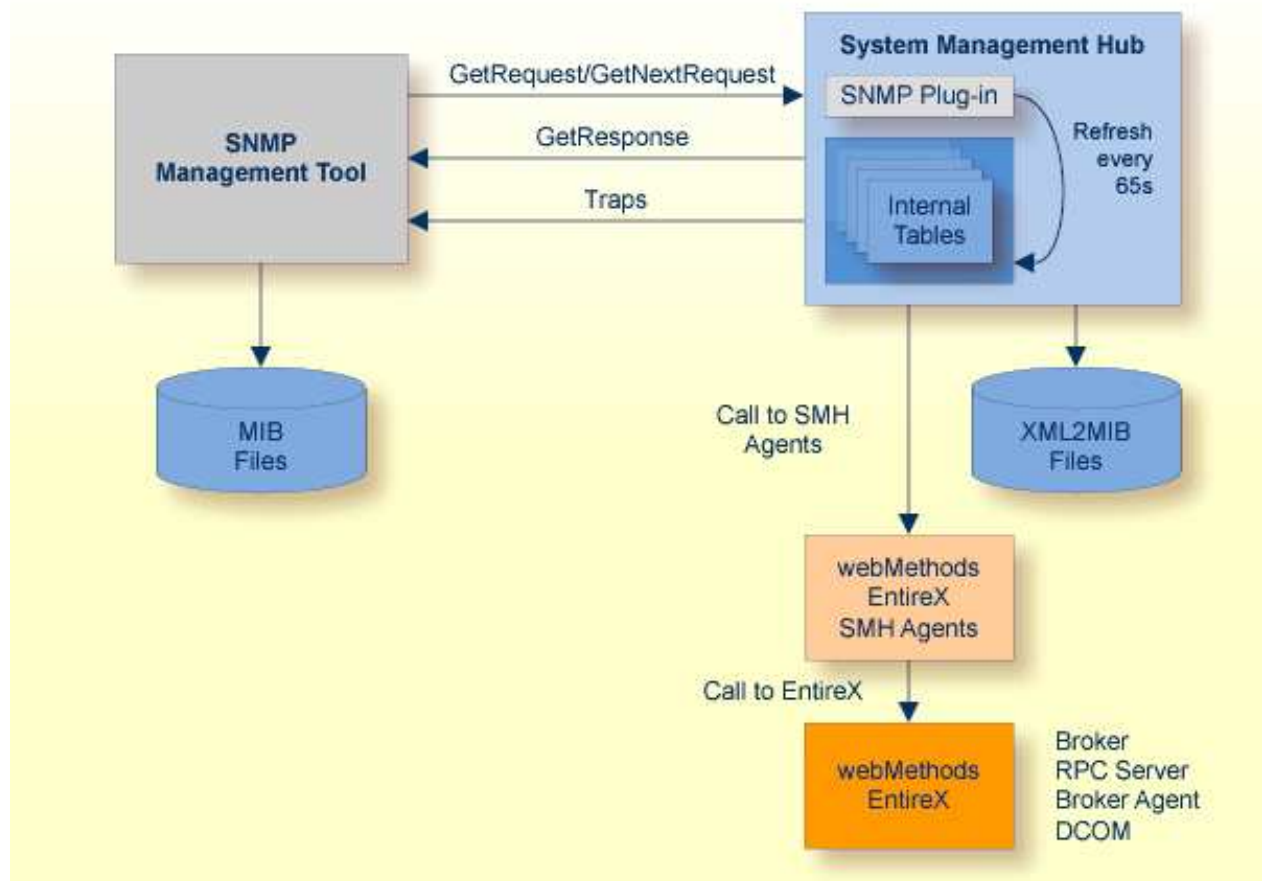 System Management Hub
GetRequest/GetNextRequest
SNMP Plug-in
SNMP
Management Tool
GetResponse
Refresh
every
65s
Traps
Internal
Tables
MIB
Files
Call to SMH
Agents
XML2MIB
Files
webMethods
EntireX
SMH Agents
Call to EntireX
webMethods
EntireX
Broker
RPC Server
Broker Agent
DCOM